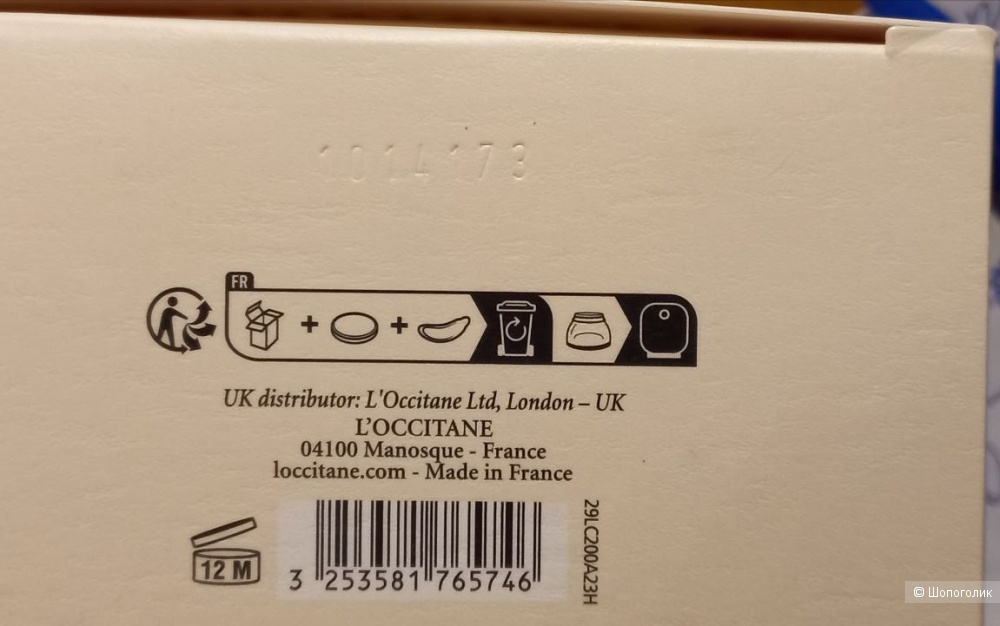 1014173
FR
UK distributor: L'Occitane Ltd, London – UK
L'OCCITANE
04100 Manosque - France
loccitane.com - Made in France
12 M
3 253581 765746
29LC200A23H
© Шопоголик